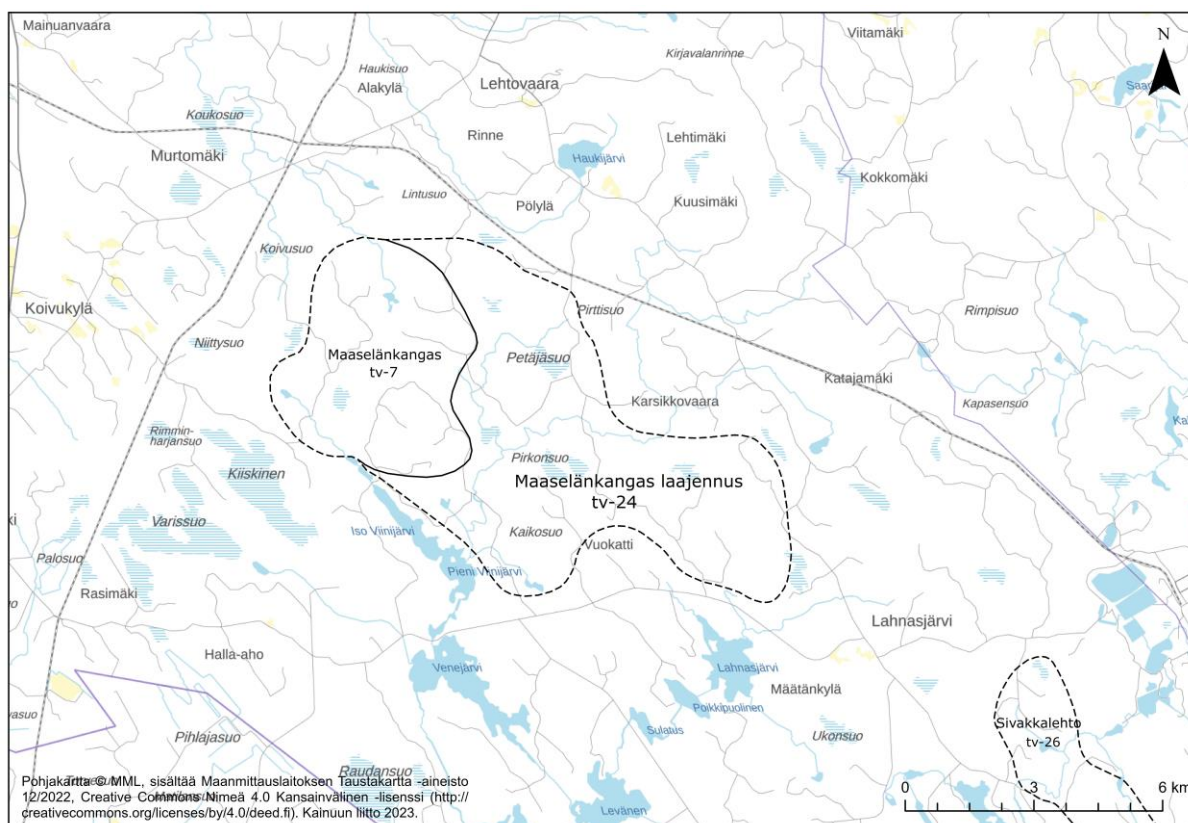 Mainuanvaara
Viitamäki
N
Kirjavalanrinne
Haukisuo
Alakylä
Lehtovaara
Koukosuo
Rinne
Lehtimäki
Murtomäki
Haukijärvi
Kokkomäki
Lintusuo
Pölylä
Kuusimäki
Koivusuo
Koivukylä
Pirttisuo
Rimpisuo
Niittysuo
Maaselänkangas
tv-7
Petäjäsuo
Katajamäki
Karsikkovaara
Kapasensuo
Rimmin-
harjansuo
Kiiskinen
Pirkonsuo
Maaselänkangas laajennus
tv-24
Varissuo
Iso Viinijärvi
Kaikosuo
Vuokatti
Palosuo
Pieni Viinijärvi
Rasimäki
Lahnasjärvi
Halla-aho
Venejärvi
Lahnasjärvi
Määtänkylä
Poikkipuolinen
Sivakkalehto
tv-26
Sulatus
Ukonsuo
Pihlajasuo
Raudansuo
Levänen
Pohjakartta © MML, sisältää Maanmittauslaitoksen Taustakartta -aineisto
12/2022, Creative Commons Nimeä 4.0 Kansainvälinen -lisenssi (http://
creativecommons.org/licenses/by/4.0/deed.fi). Kainuun liitto 2023.
0 3 6 km